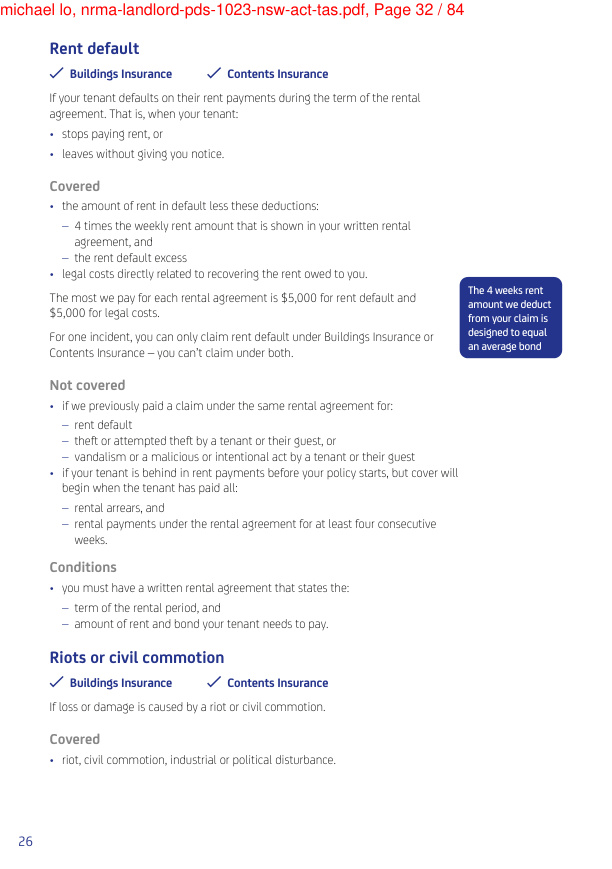 michael lo, nrma-landlord-pds-1023-nsw-act-tas.pdf, Page 32 / 84
Rent default
Buildings Insurance
Contents Insurance
If your tenant defaults on their rent payments during the term of the rental
agreement. That is, when your tenant:
• stops paying rent, or
• leaves without giving you notice.
Covered
• the amount of rent in default less these deductions:
– 4 times the weekly rent amount that is shown in your written rental
agreement, and
– the rent default excess
• legal costs directly related to recovering the rent owed to you.
The most we pay for each rental agreement is $5,000 for rent default and
$5,000 for legal costs.
For one incident, you can only claim rent default under Buildings Insurance or
Contents Insurance – you can't claim under both.
The 4 weeks rent
amount we deduct
from your claim is
designed to equal
an average bond
Not covered
• if we previously paid a claim under the same rental agreement for:
– rent default
– theft or attempted theft by a tenant or their guest, or
– vandalism or a malicious or intentional act by a tenant or their guest
• if your tenant is behind in rent payments before your policy starts, but cover will
begin when the tenant has paid all:
– rental arrears, and
– rental payments under the rental agreement for at least four consecutive
weeks.
Conditions
• you must have a written rental agreement that states the:
– term of the rental period, and
– amount of rent and bond your tenant needs to pay.
Riots or civil commotion
Buildings Insurance
Contents Insurance
If loss or damage is caused by a riot or civil commotion.
Covered
• riot, civil commotion, industrial or political disturbance.
26